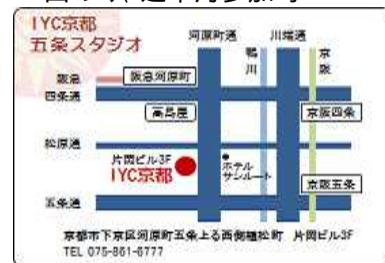 IYC京都
五条スタジオ
河原町通
川端通
鴨川
京阪
阪急
阪急河原町
四条通
高島屋
京阪四条
松原通
片岡ビル3F
IYC京都
ホテル
サンルート
京阪五条
五条通
京都市下京区河原町五条上る西側植松町 片岡ビル3F
TEL 075-861-6777